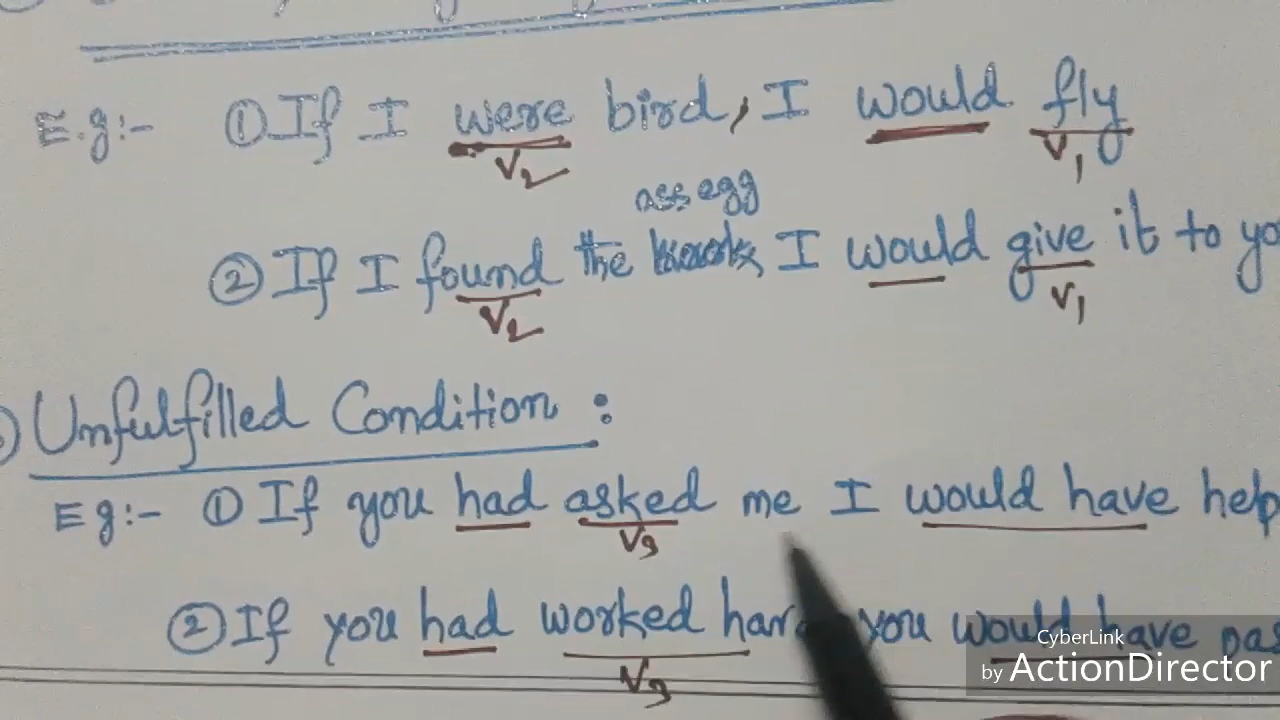 E.g:- ① If I were bird, I would fly
V2 V1
ass egg
② If I found the I would give it to yo
V2 V1
Unfulfilled Condition :
Eg:- ① If you had asked me I would have help
V3
② If you had worked har you would have pas
V3
CyberLink
by ActionDirector